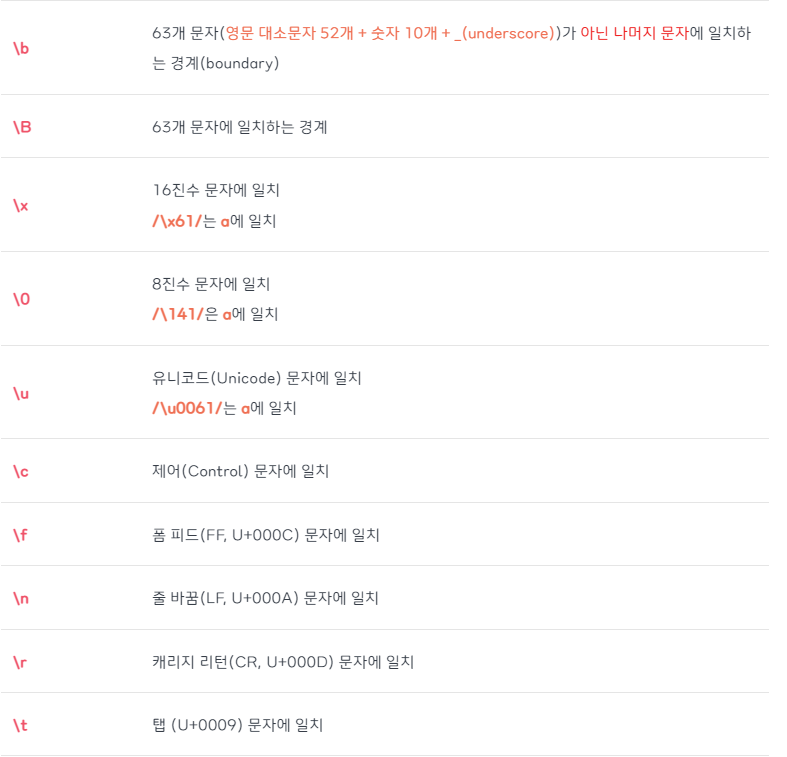 \b
63개 문자(영문 대소문자 52개 + 숫자 10개 + _(underscore))가 아닌 나머지 문자에 일치하
는 경계(boundary)
\B
63개 문자에 일치하는 경계
\x
16진수 문자에 일치
/\x61/는 a에 일치
\0
8진수 문자에 일치
/\141/은 a에 일치
\u
유니코드(Unicode) 문자에 일치
/\u0061/는 a에 일치
\c
제어(Control) 문자에 일치
\f
폼 피드(FF, U+000C) 문자에 일치
\n
줄 바꿈(LF, U+000A) 문자에 일치
\r
캐리지 리턴(CR, U+000D) 문자에 일치
\t
탭 (U+0009) 문자에 일치